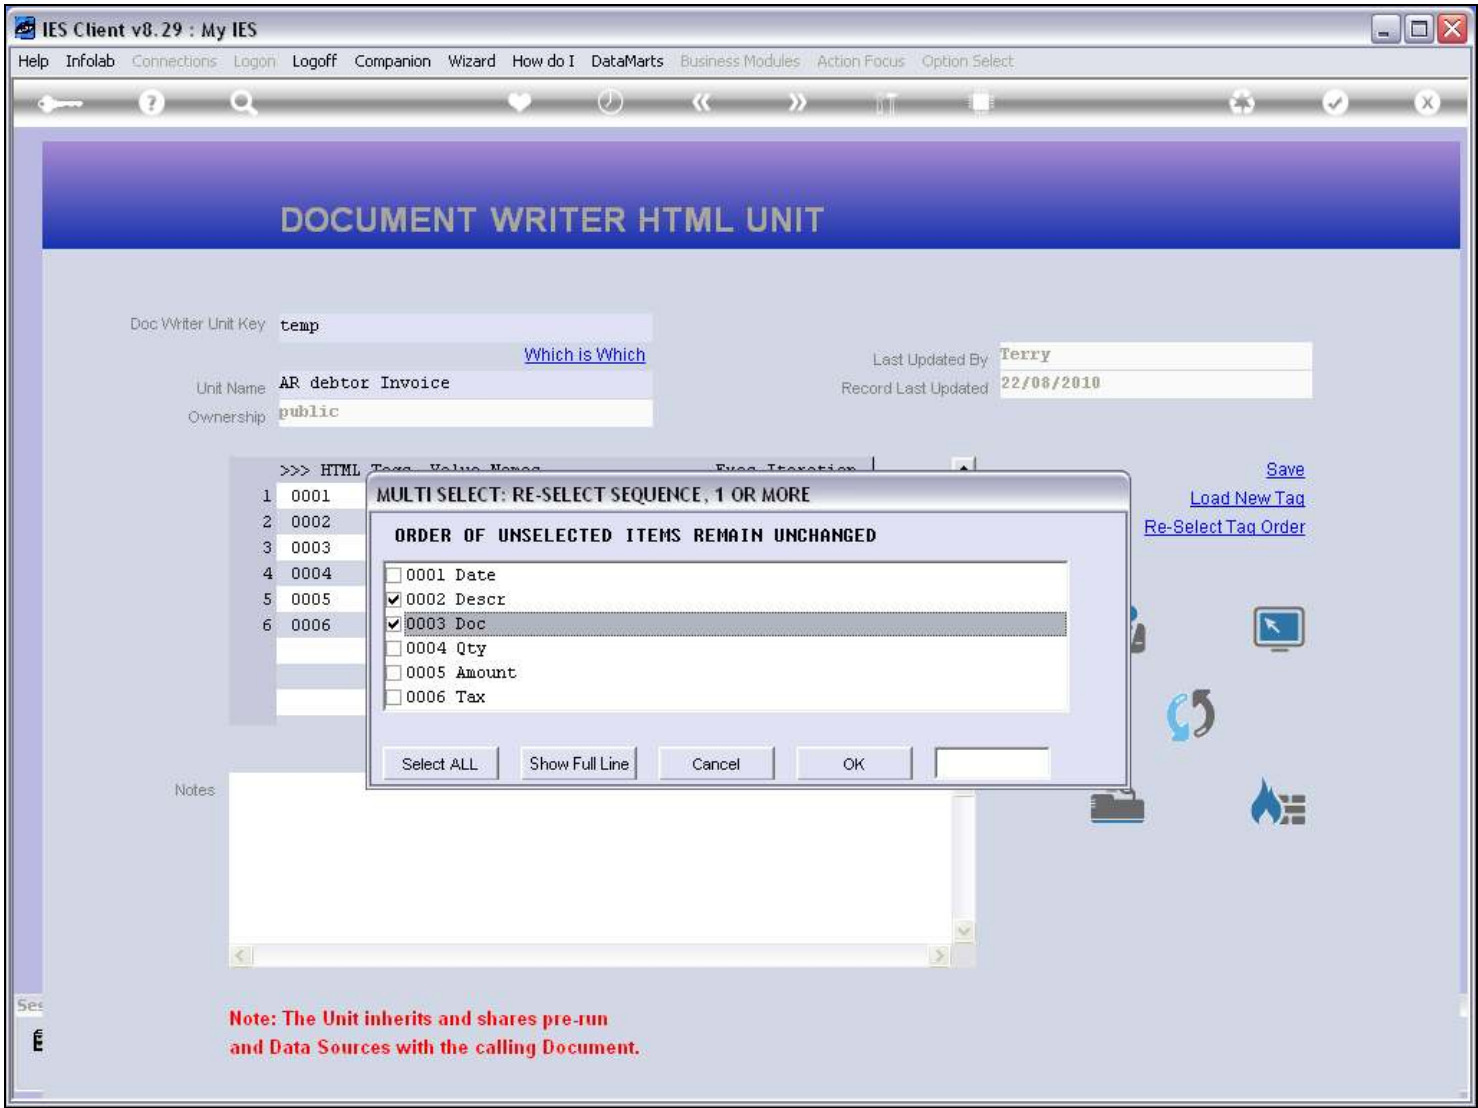 IES Client v8.29 : My IES
Help Infolab Connections Logon Logoff Companion Wizard How do I DataMarts Business Modules Action Focus Option Select
DOCUMENT WRITER HTML UNIT
Doc Writer Unit Key temp
Which is Which
Last Updated By Terry
Unit Name AR debtor Invoice
Record Last Updated 22/08/2010
Ownership public
>>> HTML Tags Value Names Exec Iteration
Save
1 0001
Load New Tag
2 0002
Re-Select Tag Order
3 0003
4 0004
5 0005
6 0006
MULTI SELECT: RE-SELECT SEQUENCE, 1 OR MORE
ORDER OF UNSELECTED ITEMS REMAIN UNCHANGED
0001 Date
0002 Descr
0003 Doc
0004 Qty
0005 Amount
0006 Tax
Select ALL Show Full Line Cancel OK
Notes
Note: The Unit inherits and shares pre-run
and Data Sources with the calling Document.